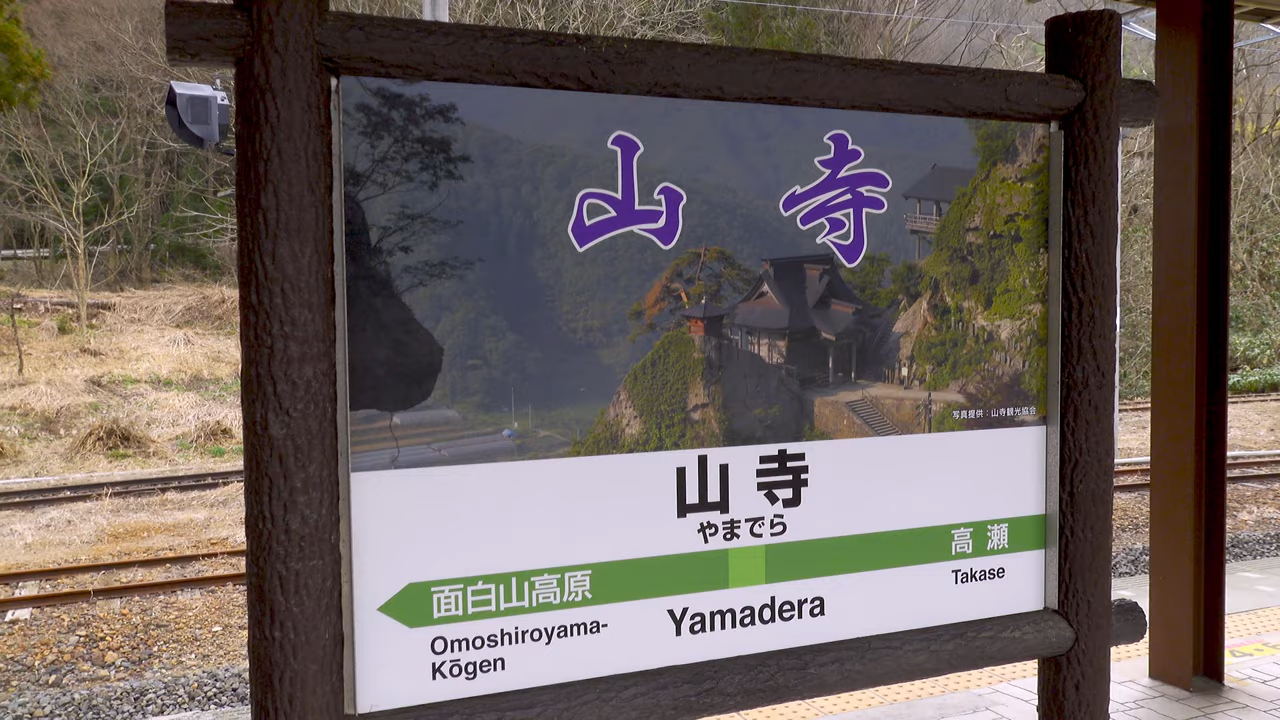 山寺
写真提供：山寺観光協会
山寺
やまでら
面白山高原
高瀬
Omoshiroyama-
Kōgen
Yamadera
Takase